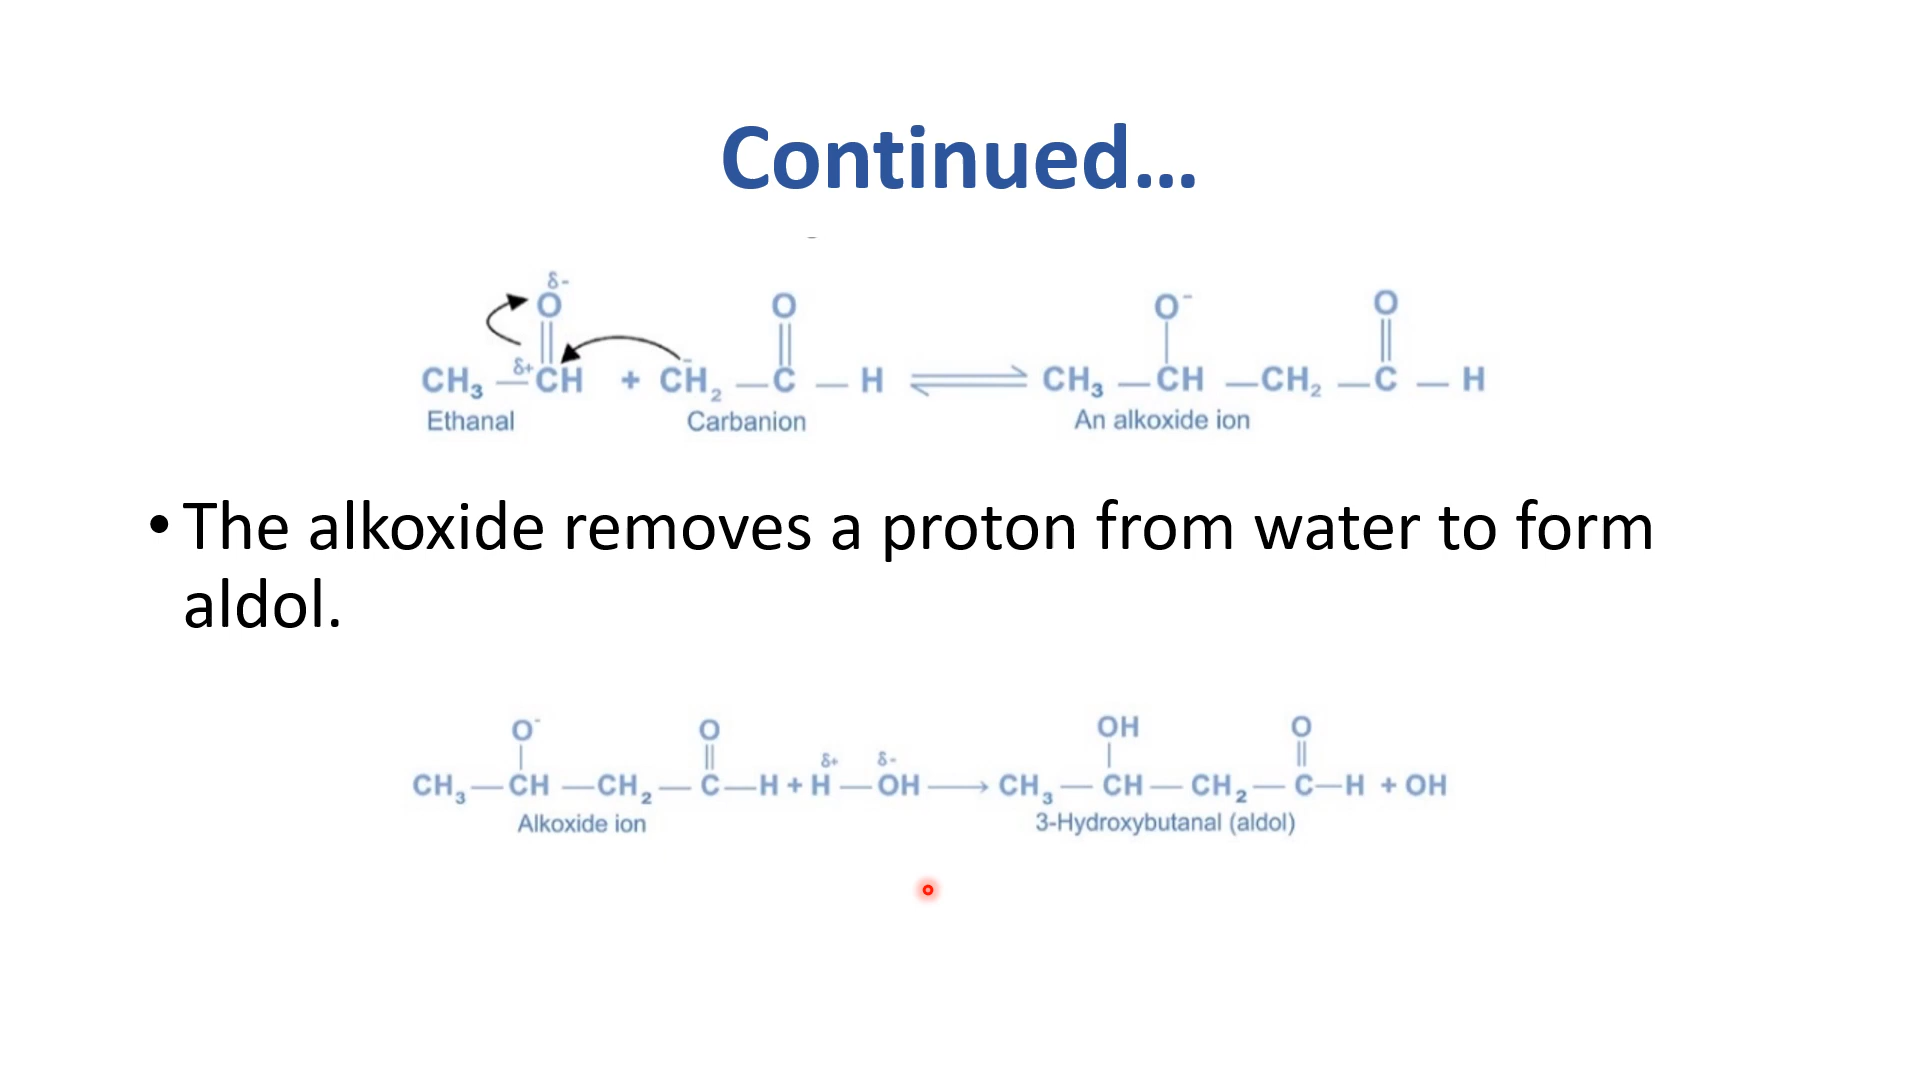 Continued...
δ-
O O O⁻ O
CH₃ — δ+ CH + C̄H₂ — C — H ⇌ CH₃ — CH — CH₂ — C — H
Ethanal Carbanion An alkoxide ion
• The alkoxide removes a proton from water to form
aldol.
O⁻ O δ+ δ- OH O
CH₃ — CH — CH₂ — C — H + H — OH → CH₃ — CH — CH₂ — C — H + OH
Alkoxide ion 3-Hydroxybutanal (aldol)